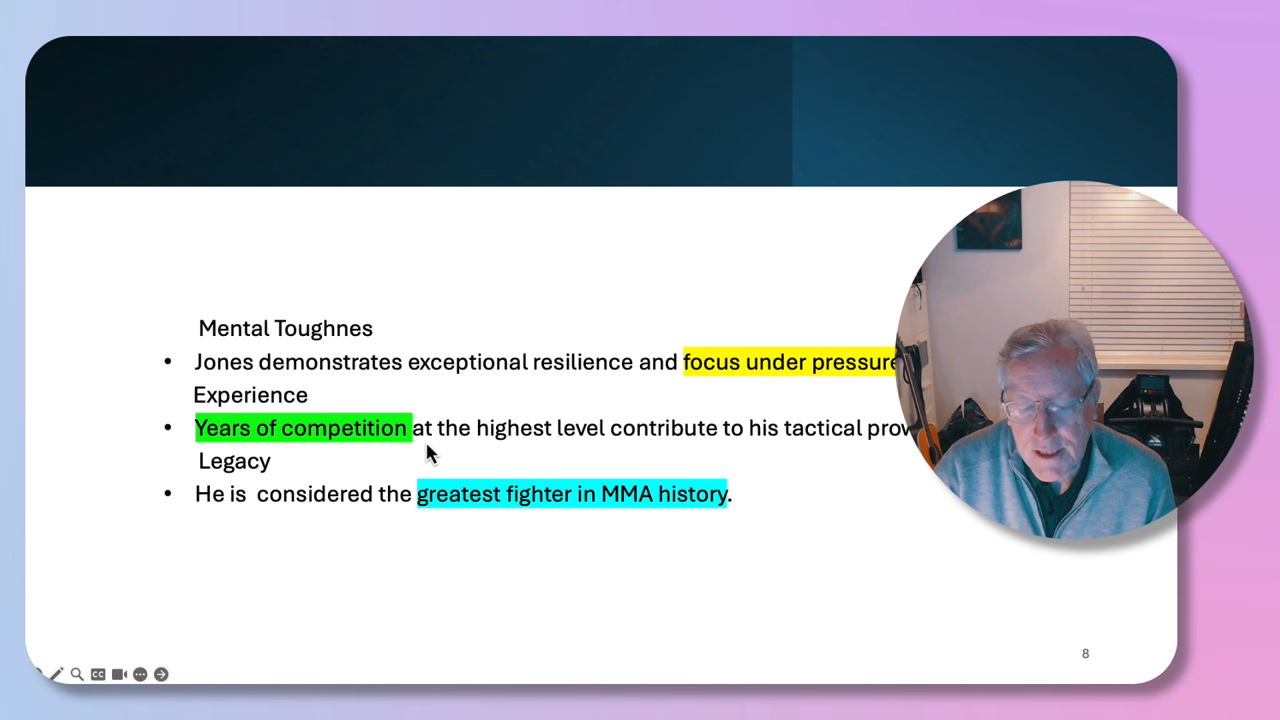 Mental Toughnes
• Jones demonstrates exceptional resilience and focus under pressure
Experience
• Years of competition at the highest level contribute to his tactical
Legacy
• He is considered the greatest fighter in MMA history.
8
CC